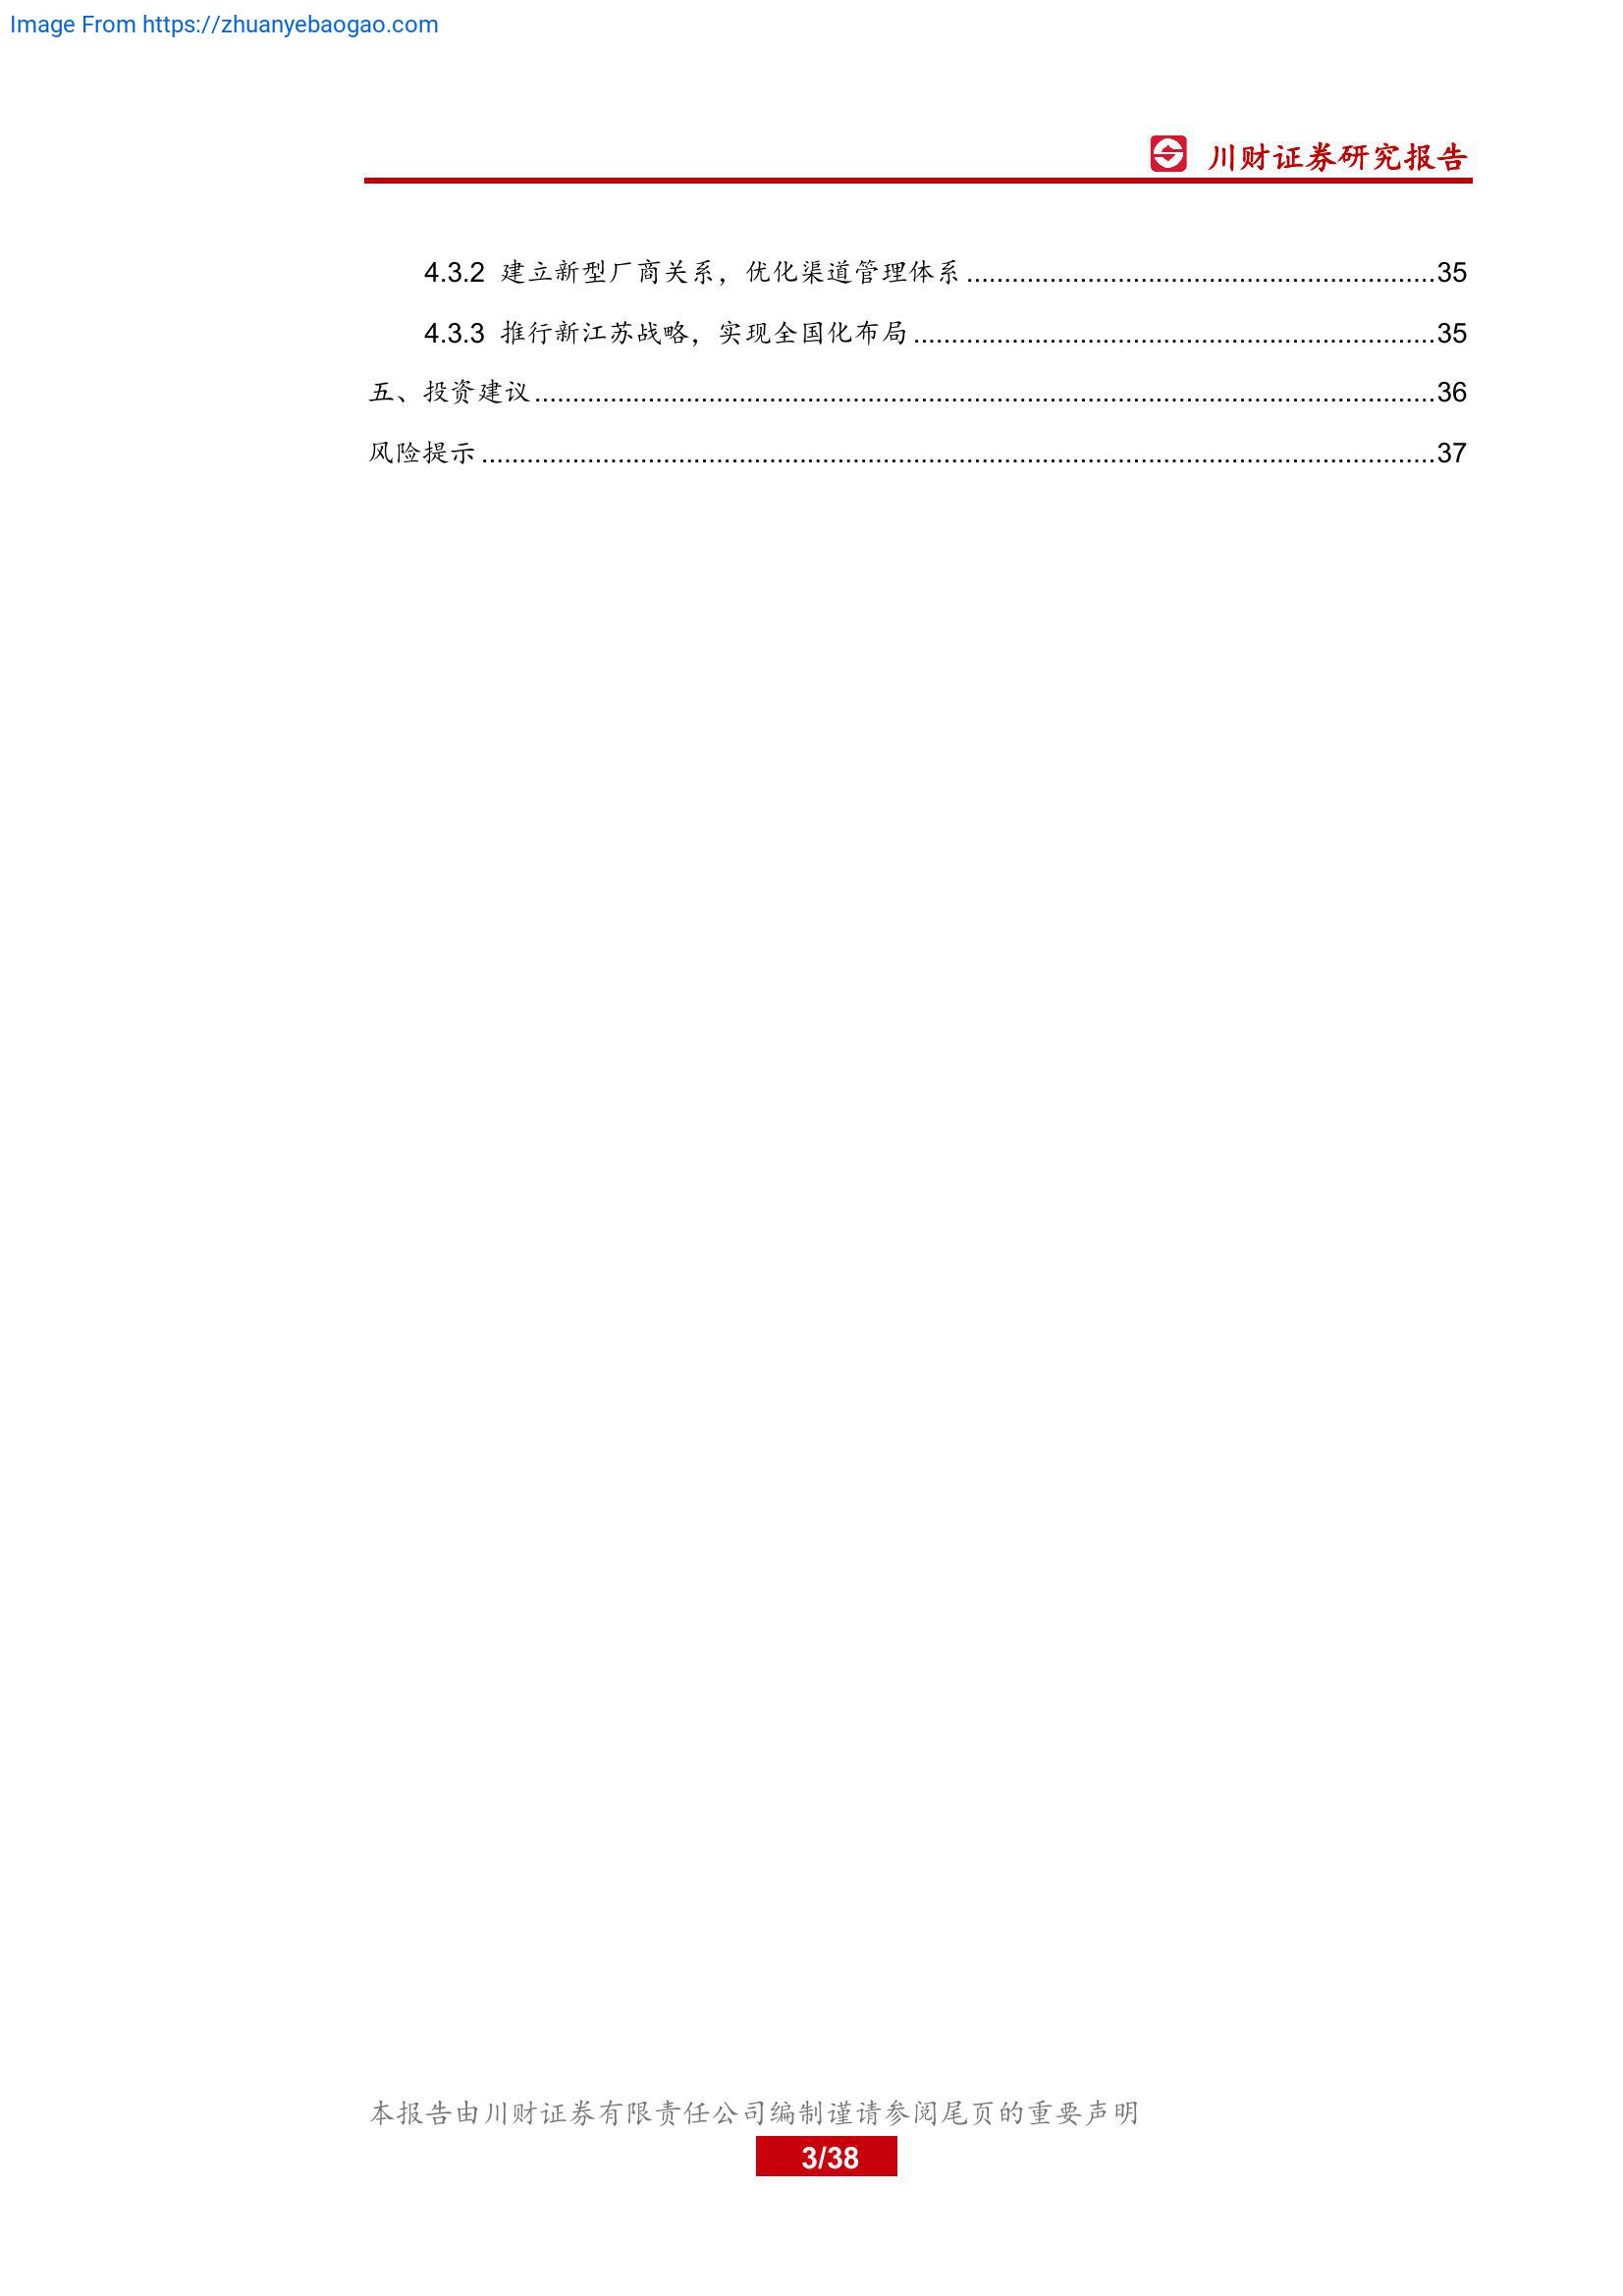 Image From https://zhuanyebaogao.com
川财证券研究报告
4.3.2 建立新型厂商关系，优化渠道管理体系..............................................................35
4.3.3 推行新江苏战略，实现全国化布局.....................................................................35
五、投资建议.......................................................................................................................36
风险提示..............................................................................................................................37
本报告由川财证券有限责任公司编制谨请参阅尾页的重要声明
3/38